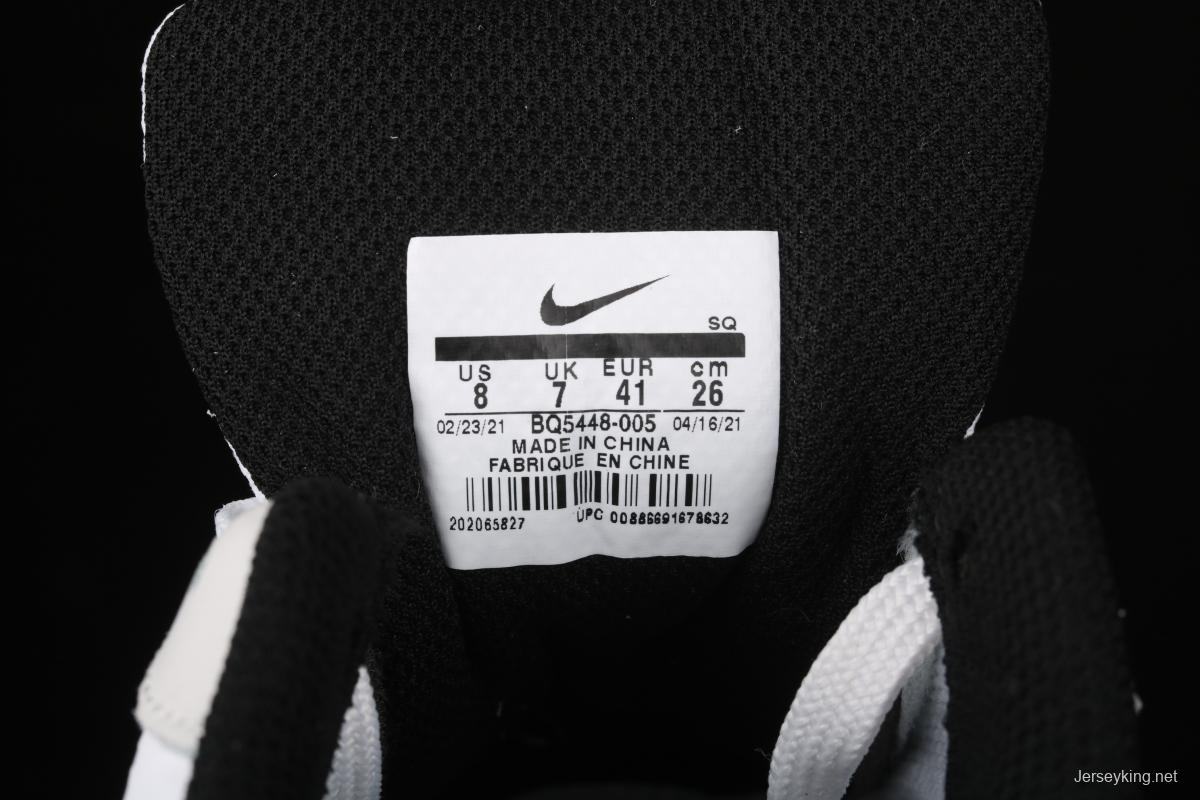 SQ
US UK EUR cm
8 7 41 26
02/23/21 BQ5448-005 04/16/21
MADE IN CHINA
FABRIQUE EN CHINE
202065827 UPC 00886691678632
Jerseyking.net